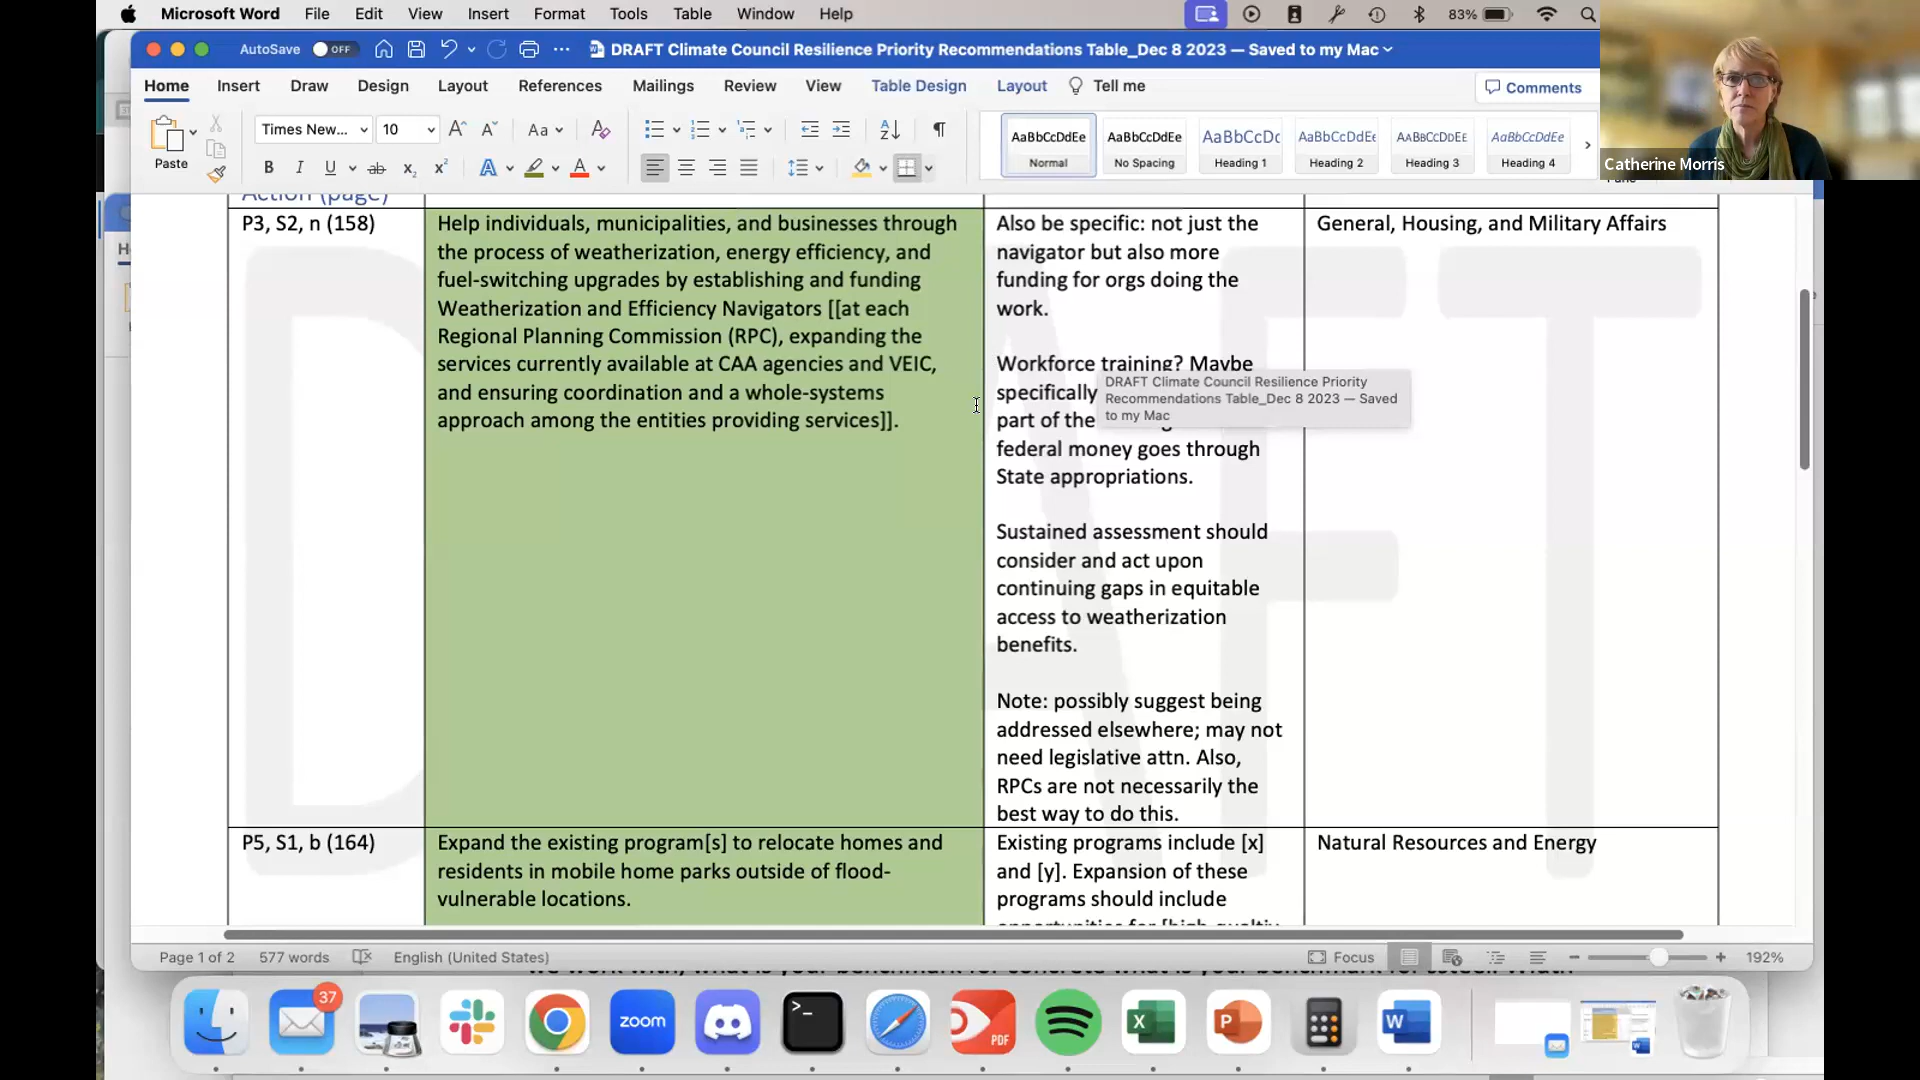 Microsoft Word File Edit View Insert Format Tools Table Window Help 83%
AutoSave OFF DRAFT Climate Council Resilience Priority Recommendations Table_Dec 8 2023 — Saved to my Mac
Home Insert Draw Design Layout References Mailings Review View Table Design Layout Tell me Comments
Paste
Times New... 10
AaBbCcDdEe AaBbCcDdEe AaBbCcDc AaBbCcDdEe AaBbCcDdEe AaBbCcDdEe
Normal No Spacing Heading 1 Heading 2 Heading 3 Heading 4
Catherine Morris
Action (page)
P3, S2, n (158)
Help individuals, municipalities, and businesses through
the process of weatherization, energy efficiency, and
fuel-switching upgrades by establishing and funding
Weatherization and Efficiency Navigators [[at each
Regional Planning Commission (RPC), expanding the
services currently available at CAA agencies and VEIC,
and ensuring coordination and a whole-systems
approach among the entities providing services]].
Also be specific: not just the
navigator but also more
funding for orgs doing the
work.
Workforce training? Maybe
specifically
part of the
federal money goes through
State appropriations.
Sustained assessment should
consider and act upon
continuing gaps in equitable
access to weatherization
benefits.
Note: possibly suggest being
addressed elsewhere; may not
need legislative attn. Also,
RPCs are not necessarily the
best way to do this.
General, Housing, and Military Affairs
DRAFT Climate Council Resilience Priority
Recommendations Table_Dec 8 2023 — Saved
to my Mac
P5, S1, b (164)
Expand the existing program[s] to relocate homes and
residents in mobile home parks outside of flood-
vulnerable locations.
Existing programs include [x]
and [y]. Expansion of these
programs should include
Natural Resources and Energy
DRAFT
Page 1 of 2 577 words English (United States) Focus 192%
37
zoom
PDF